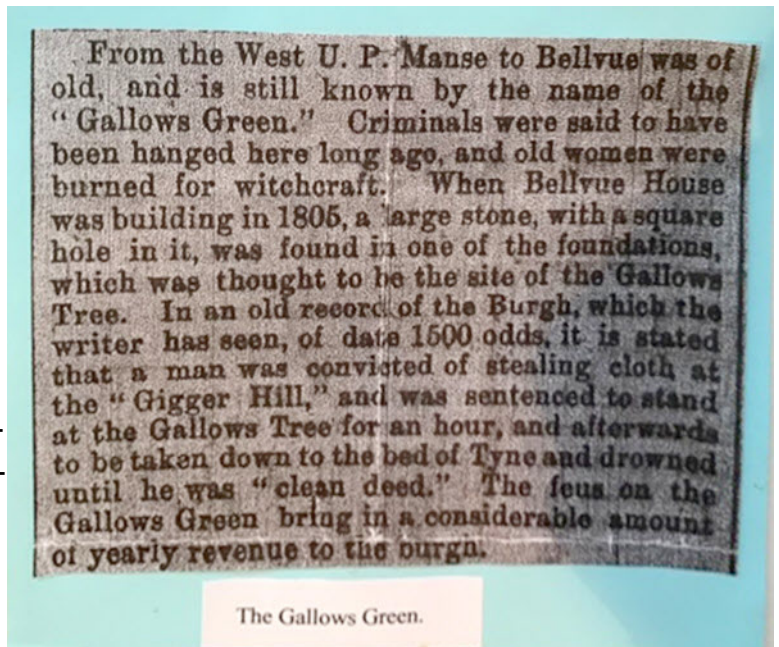 From the West U. P. Manse to Bellvue was of
old, and is still known by the name of the
"Gallows Green." Criminals were said to have
been hanged here long ago, and old women were
burned for witchcraft. When Bellvue House
was building in 1805, a large stone, with a square
hole in it, was found in one of the foundations,
which was thought to be the site of the Gallows
Tree. In an old record of the Burgh, which the
writer has seen, of date 1500 odds, it is stated
that a man was convicted of stealing cloth at
the "Gigger Hill," and was sentenced to stand
at the Gallows Tree for an hour, and afterwards
to be taken down to the bed of Tyne and drowned
until he was "clean deed." The feus on the
Gallows Green bring in a considerable amount
of yearly revenue to the burgh.
The Gallows Green.